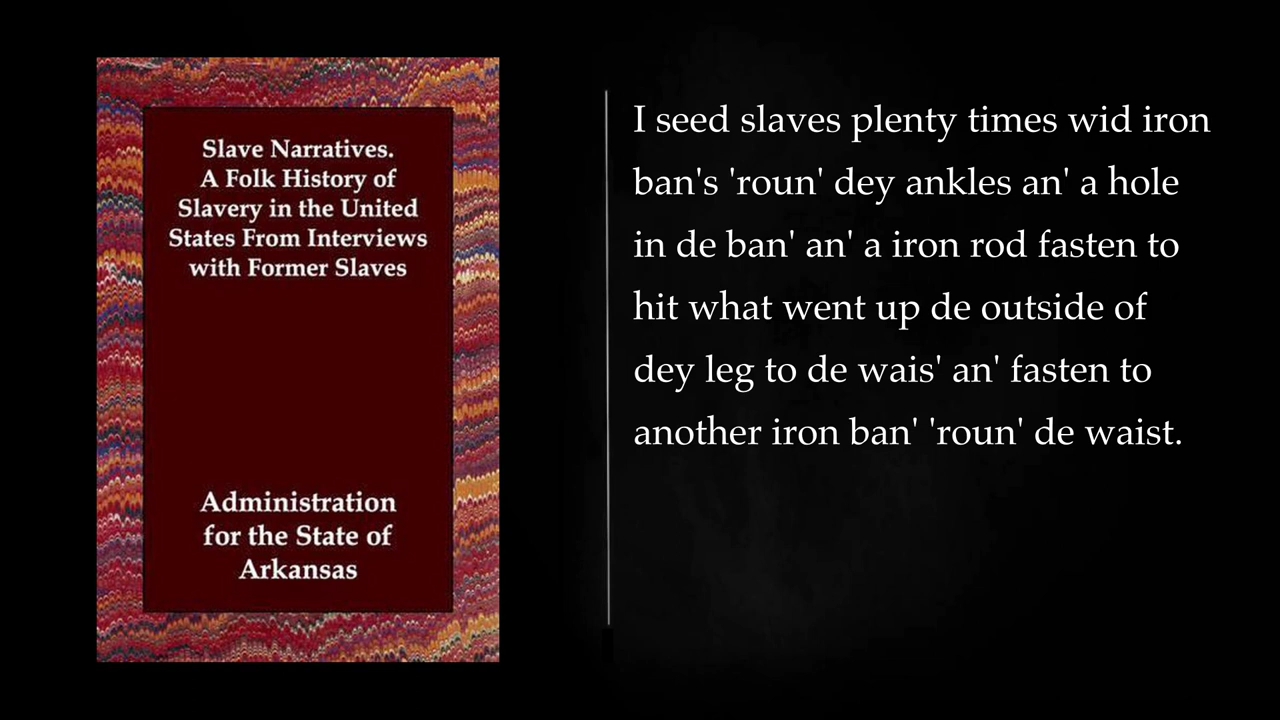 Slave Narratives.
A Folk History of
Slavery in the United
States From Interviews
with Former Slaves
Administration
for the State of
Arkansas
I seed slaves plenty times wid iron
ban's 'roun' dey ankles an' a hole
in de ban' an' a iron rod fasten to
hit what went up de outside of
dey leg to de wais' an' fasten to
another iron ban' 'roun' de waist.